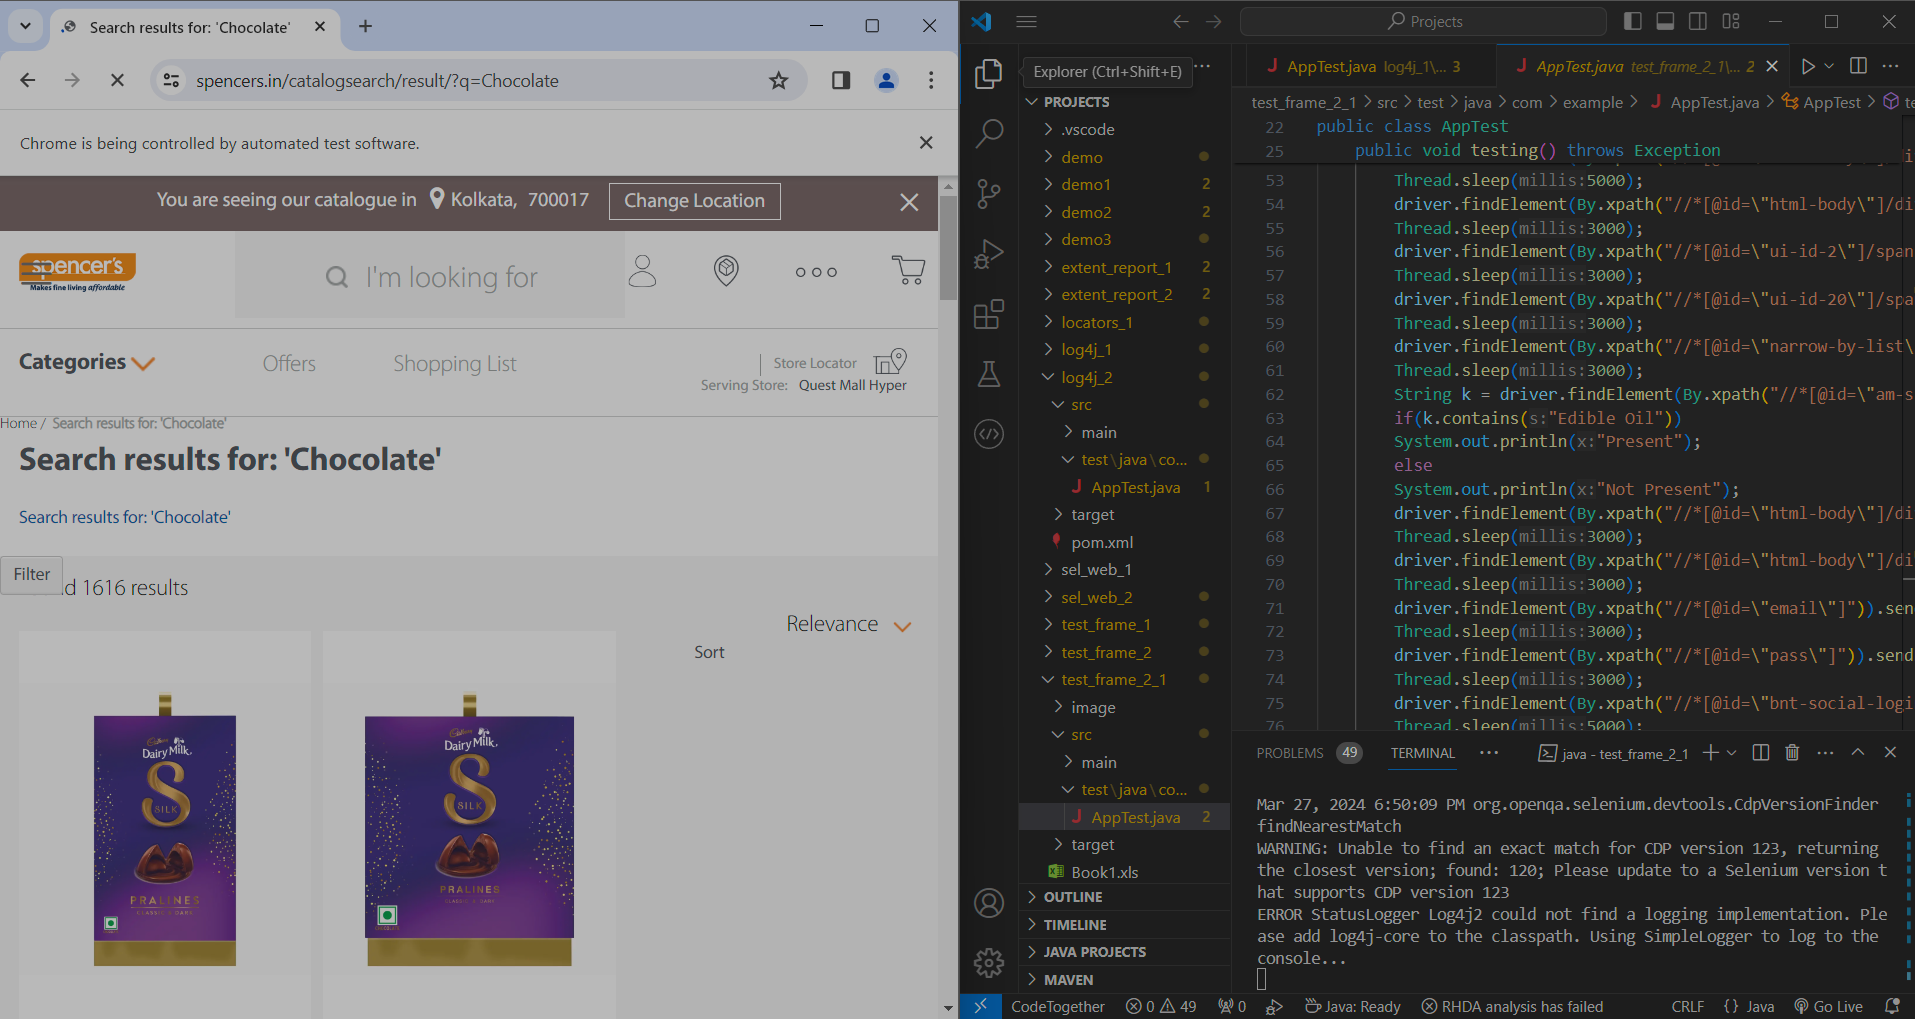 Search results for: 'Chocolate'
spencers.in/catalogsearch/result/?q=Chocolate
Chrome is being controlled by automated test software.
You are seeing our catalogue in Kolkata, 700017 Change Location
spencer's
Makes fine living affordable
I'm looking for
Categories Offers Shopping List
Store Locator
Serving Store: Quest Mall Hyper
Home / Search results for: 'Chocolate'
Search results for: 'Chocolate'
Search results for: 'Chocolate'
Filter
d 1616 results
Relevance
Sort
Cadbury
Dairy Milk
SILK
PRALINES
Cadbury
Dairy Milk
SILK
PRALINES
Projects
Explorer (Ctrl+Shift+E)
PROJECTS
.vscode
demo
demo1 2
demo2 2
demo3
extent_report_1 2
extent_report_2 2
locators_1
log4j_1
log4j_2
src
main
test\java\co...
AppTest.java 1
target
pom.xml
sel_web_1
sel_web_2
test_frame_1
test_frame_2
test_frame_2_1
image
src
main
test\java\co...
AppTest.java 2
target
Book1.xls
OUTLINE
TIMELINE
JAVA PROJECTS
MAVEN
AppTest.java log4j_1\... 3
AppTest.java test_frame_2_1\... 2
test_frame_2_1 > src > test > java > com > example > AppTest.java > AppTest > te
22 public class AppTest
25 public void testing() throws Exception
53 Thread.sleep(millis:5000);
54 driver.findElement(By.xpath("//*[@id=\"html-body\"]/di
55 Thread.sleep(millis:3000);
56 driver.findElement(By.xpath("//*[@id=\"ui-id-2\"]/span
57 Thread.sleep(millis:3000);
58 driver.findElement(By.xpath("//*[@id=\"ui-id-20\"]/spa
59 Thread.sleep(millis:3000);
60 driver.findElement(By.xpath("//*[@id=\"narrow-by-list\
61 Thread.sleep(millis:3000);
62 String k = driver.findElement(By.xpath("//*[@id=\"am-s
63 if(k.contains(s:"Edible Oil"))
64 System.out.println(x:"Present");
65 else
66 System.out.println(x:"Not Present");
67 driver.findElement(By.xpath("//*[@id=\"html-body\"]/di
68 Thread.sleep(millis:3000);
69 driver.findElement(By.xpath("//*[@id=\"html-body\"]/di
70 Thread.sleep(millis:3000);
71 driver.findElement(By.xpath("//*[@id=\"email\"]")).sen
72 Thread.sleep(millis:3000);
73 driver.findElement(By.xpath("//*[@id=\"pass\"]")).send
74 Thread.sleep(millis:3000);
75 driver.findElement(By.xpath("//*[@id=\"bnt-social-logi
76 Thread.sleep(millis:5000);
PROBLEMS 49 TERMINAL ... java - test_frame_2_1
Mar 27, 2024 6:50:09 PM org.openqa.selenium.devtools.CdpVersionFinder
findNearestMatch
WARNING: Unable to find an exact match for CDP version 123, returning
the closest version; found: 120; Please update to a Selenium version t
hat supports CDP version 123
ERROR StatusLogger Log4j2 could not find a logging implementation. Ple
ase add log4j-core to the classpath. Using SimpleLogger to log to the
console...
CodeTogether 0 49 0 Java: Ready RHDA analysis has failed CRLF {} Java Go Live